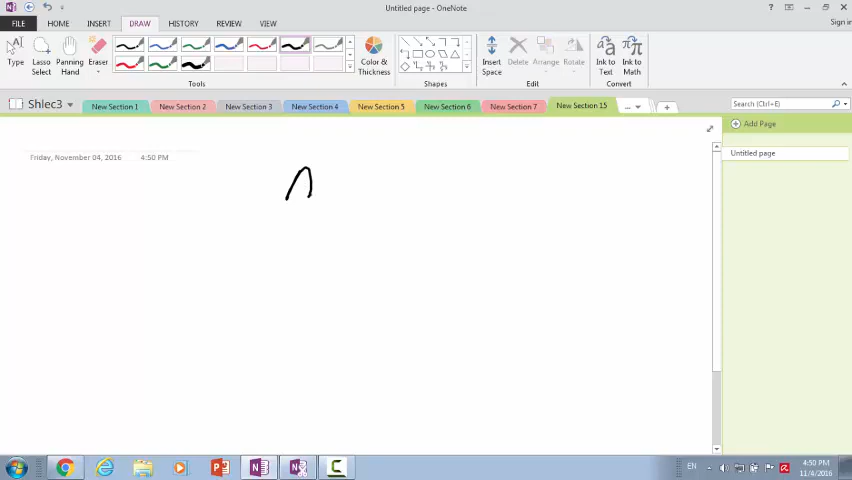 Untitled page - OneNote
FILE HOME INSERT DRAW HISTORY REVIEW VIEW
Sign in
Type
Lasso Select
Panning Hand
Eraser
Color & Thickness
Insert Space
Delete
Arrange
Rotate
Ink to Text
Ink to Math
Tools
Shapes
Edit
Convert
Shlec3 New Section 1 New Section 2 New Section 3 New Section 4 New Section 5 New Section 6 New Section 7 New Section 15 ... Search (Ctrl+E)
Add Page
Untitled page
Friday, November 04, 2016 4:50 PM
EN
4:50 PM
11/4/2016